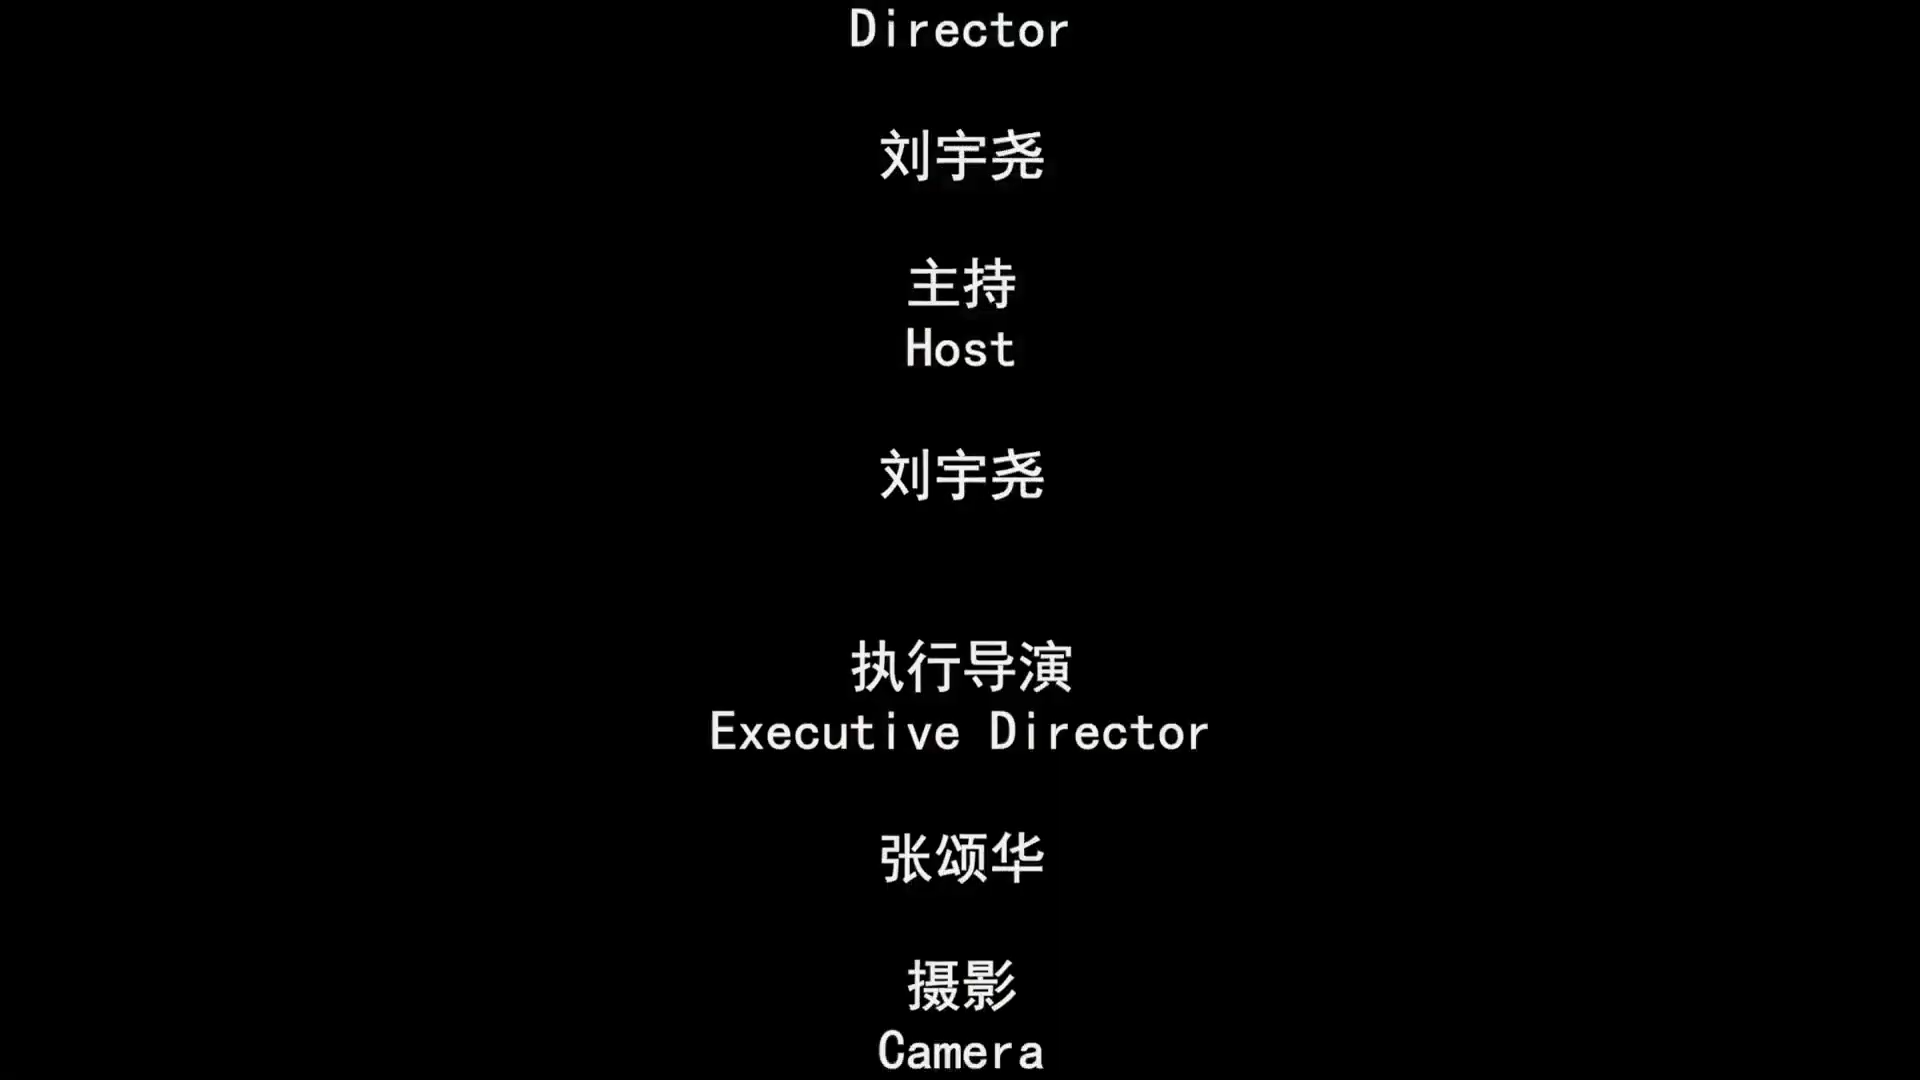 Director
刘宇尧
主持
Host
刘宇尧
执行导演
Executive Director
张颂华
摄影
Camera